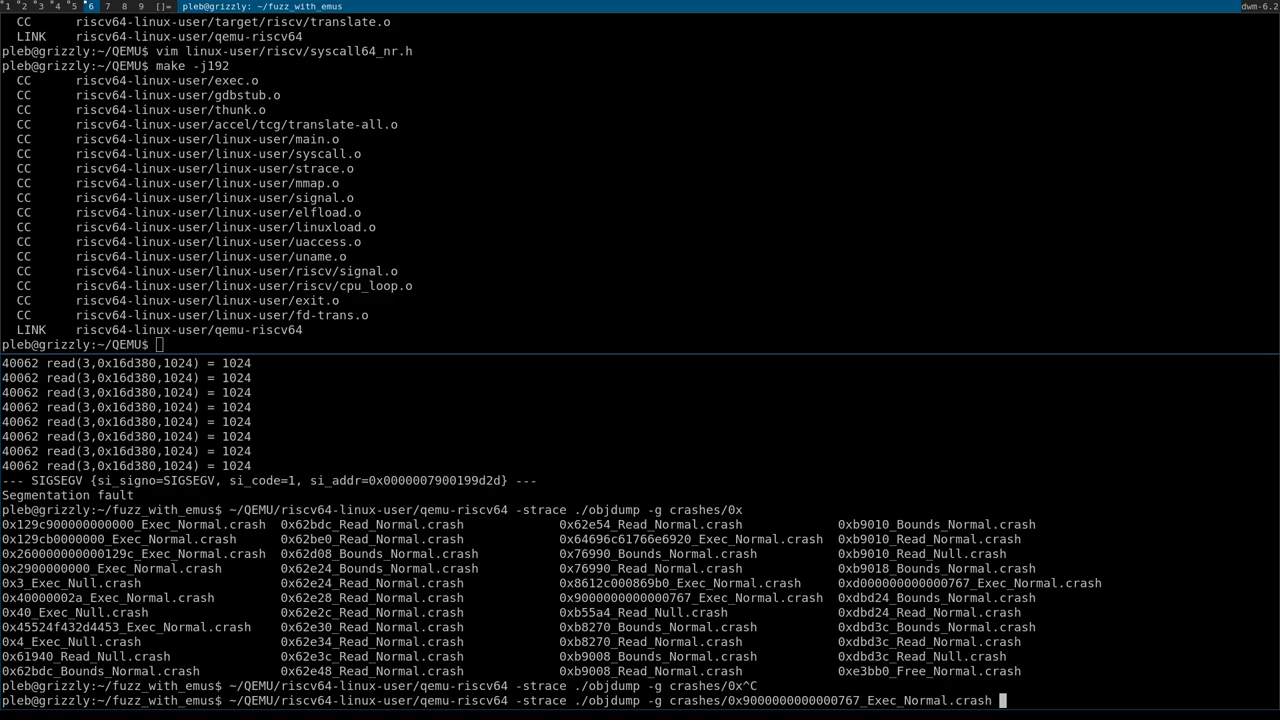 1 2 3 4 5 6 7 8 9 []= pleb@grizzly: ~/fuzz_with_emus dwm-6.2
  CC      riscv64-linux-user/target/riscv/translate.o
  LINK    riscv64-linux-user/qemu-riscv64
pleb@grizzly:~/QEMU$ vim linux-user/riscv/syscall64_nr.h
pleb@grizzly:~/QEMU$ make -j192
  CC      riscv64-linux-user/exec.o
  CC      riscv64-linux-user/gdbstub.o
  CC      riscv64-linux-user/thunk.o
  CC      riscv64-linux-user/accel/tcg/translate-all.o
  CC      riscv64-linux-user/linux-user/main.o
  CC      riscv64-linux-user/linux-user/syscall.o
  CC      riscv64-linux-user/linux-user/strace.o
  CC      riscv64-linux-user/linux-user/mmap.o
  CC      riscv64-linux-user/linux-user/signal.o
  CC      riscv64-linux-user/linux-user/elfload.o
  CC      riscv64-linux-user/linux-user/linuxload.o
  CC      riscv64-linux-user/linux-user/uaccess.o
  CC      riscv64-linux-user/linux-user/uname.o
  CC      riscv64-linux-user/linux-user/riscv/signal.o
  CC      riscv64-linux-user/linux-user/riscv/cpu_loop.o
  CC      riscv64-linux-user/linux-user/exit.o
  CC      riscv64-linux-user/linux-user/fd-trans.o
  LINK    riscv64-linux-user/qemu-riscv64
pleb@grizzly:~/QEMU$
40062 read(3,0x16d380,1024) = 1024
40062 read(3,0x16d380,1024) = 1024
40062 read(3,0x16d380,1024) = 1024
40062 read(3,0x16d380,1024) = 1024
40062 read(3,0x16d380,1024) = 1024
40062 read(3,0x16d380,1024) = 1024
40062 read(3,0x16d380,1024) = 1024
40062 read(3,0x16d380,1024) = 1024
--- SIGSEGV {si_signo=SIGSEGV, si_code=1, si_addr=0x0000007900199d2d} ---
Segmentation fault
pleb@grizzly:~/fuzz_with_emus$ ~/QEMU/riscv64-linux-user/qemu-riscv64 -strace ./objdump -g crashes/0x
0x129c900000000000_Exec_Normal.crash  0x62bdc_Read_Normal.crash  0x62e54_Read_Normal.crash  0xb9010_Bounds_Normal.crash
0x129cb0000000_Exec_Normal.crash  0x62be0_Read_Normal.crash  0x64696c61766e6920_Exec_Normal.crash  0xb9010_Read_Normal.crash
0x260000000000129c_Exec_Normal.crash  0x62d08_Bounds_Normal.crash  0x76990_Bounds_Normal.crash  0xb9010_Read_Null.crash
0x2900000000_Exec_Normal.crash  0x62e24_Bounds_Normal.crash  0x76990_Read_Normal.crash  0xb9018_Bounds_Normal.crash
0x3_Exec_Null.crash  0x62e24_Read_Normal.crash  0x8612c000869b0_Exec_Normal.crash  0xd000000000000767_Exec_Normal.crash
0x40000002a_Exec_Normal.crash  0x62e28_Read_Normal.crash  0x9000000000000767_Exec_Normal.crash  0xdbd24_Bounds_Normal.crash
0x40_Exec_Null.crash  0x62e2c_Read_Normal.crash  0xb55a4_Read_Null.crash  0xdbd24_Read_Normal.crash
0x45524f432d4453_Exec_Normal.crash  0x62e30_Read_Normal.crash  0xb8270_Bounds_Normal.crash  0xdbd3c_Bounds_Normal.crash
0x4_Exec_Null.crash  0x62e34_Read_Normal.crash  0xb8270_Read_Normal.crash  0xdbd3c_Read_Normal.crash
0x61940_Read_Null.crash  0x62e3c_Read_Normal.crash  0xb9008_Bounds_Normal.crash  0xdbd3c_Read_Null.crash
0x62bdc_Bounds_Normal.crash  0x62e48_Read_Normal.crash  0xb9008_Read_Normal.crash  0xe3bb0_Free_Normal.crash
pleb@grizzly:~/fuzz_with_emus$ ~/QEMU/riscv64-linux-user/qemu-riscv64 -strace ./objdump -g crashes/0x^C
pleb@grizzly:~/fuzz_with_emus$ ~/QEMU/riscv64-linux-user/qemu-riscv64 -strace ./objdump -g crashes/0x9000000000000767_Exec_Normal.crash